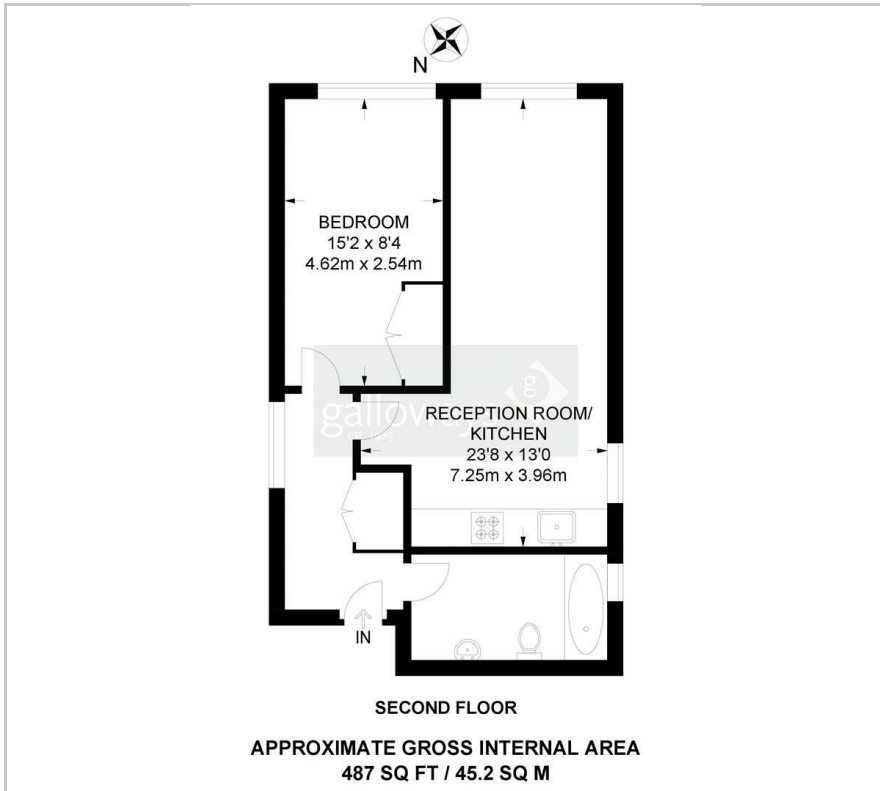 N
BEDROOM
15'2 x 8'4
4.62m x 2.54m
galloways
g
RECEPTION ROOM/
KITCHEN
23'8 x 13'0
7.25m x 3.96m
IN
SECOND FLOOR
APPROXIMATE GROSS INTERNAL AREA
487 SQ FT / 45.2 SQ M